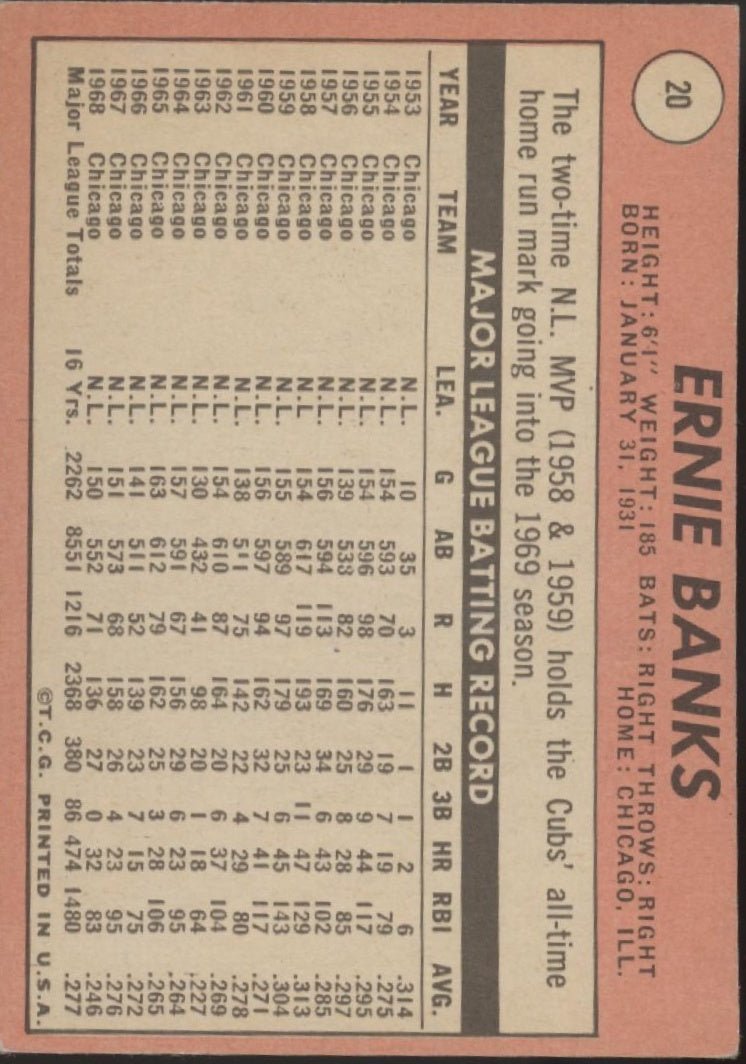 20
ERNIE BANKS
HEIGHT: 6'1" WEIGHT: 185 BATS: RIGHT THROWS: RIGHT
BORN: JANUARY 31, 1931 HOME: CHICAGO, ILL.
The two-time N.L. MVP (1958 & 1959) holds the Cubs' all-time
home run mark going into the 1969 season.
MAJOR LEAGUE BATTING RECORD
YEAR TEAM LEA. G AB R H 2B 3B HR RBI AVG.
1953 Chicago N.L. 10 35 3 11 1 1 2 6 .314
1954 Chicago N.L. 154 593 70 163 19 7 19 79 .275
1955 Chicago N.L. 154 596 98 176 29 9 44 117 .295
1956 Chicago N.L. 139 538 82 160 25 8 28 85 .297
1957 Chicago N.L. 156 594 113 169 34 6 43 102 .285
1958 Chicago N.L. 154 617 119 193 23 11 47 129 .313
1959 Chicago N.L. 155 589 97 179 25 6 45 143 .304
1960 Chicago N.L. 156 597 94 162 32 7 41 117 .271
1961 Chicago N.L. 138 511 75 142 22 4 29 80 .278
1962 Chicago N.L. 154 610 87 164 20 6 37 104 .269
1963 Chicago N.L. 130 432 41 98 20 1 18 64 .227
1964 Chicago N.L. 157 591 67 156 29 6 23 95 .264
1965 Chicago N.L. 163 612 79 162 25 3 28 106 .265
1966 Chicago N.L. 141 511 52 139 23 7 15 75 .272
1967 Chicago N.L. 151 573 68 158 26 4 23 95 .276
1968 Chicago N.L. 150 552 71 136 27 0 32 83 .246
Major League Totals 16 Yrs. 2262 8551 1216 2368 380 86 474 1480 .277
©T.C.G. PRINTED IN U.S.A.